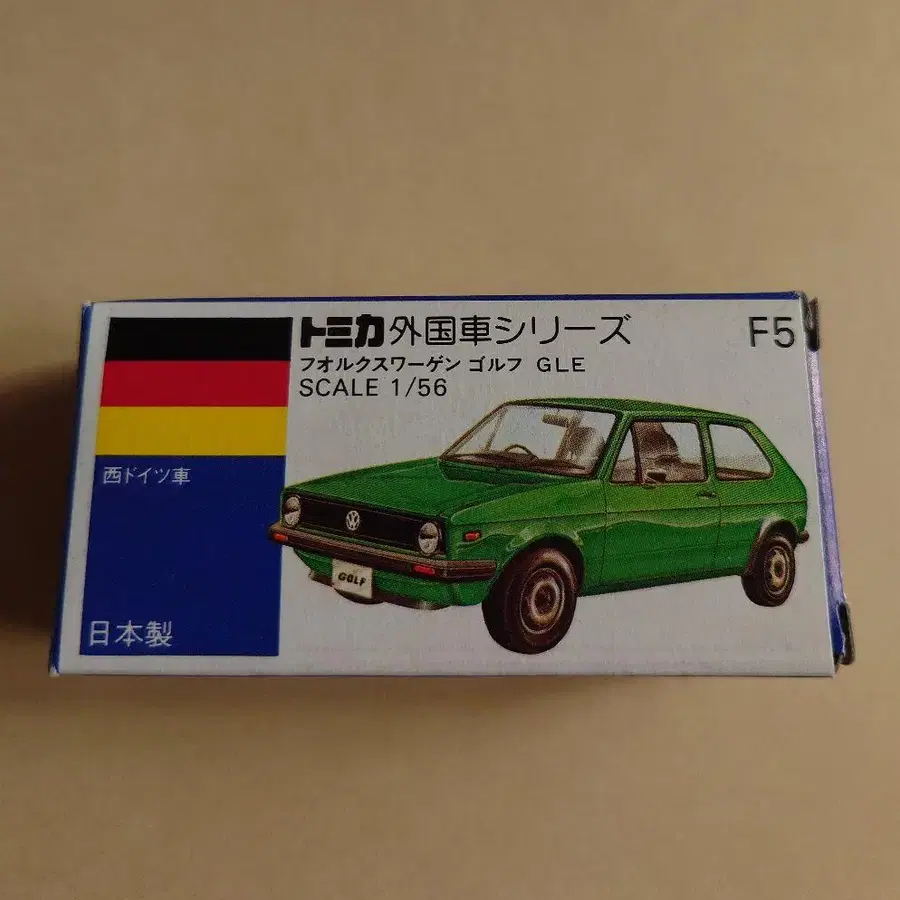 トミカ 外国車シリーズ F5
フオルクスワーゲン ゴルフ GLE
SCALE 1/56
西ドイツ車
GOLF
日本製